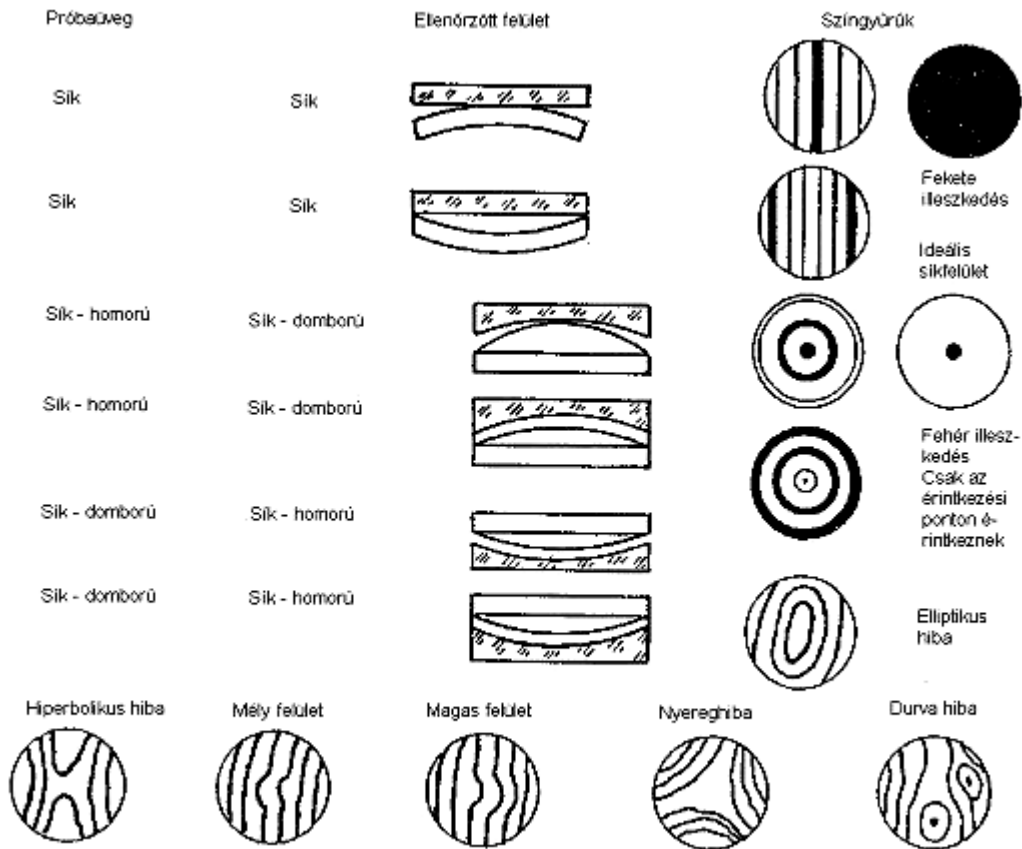 Próbaüveg Ellenőrzött felület Színgyűrűk
Sík Sík
Fekete
illeszkedés
Sík Sík
Ideális
síkfelület
Sík - homorú Sík - domború
Sík - homorú Sík - domború
Fehér illesz-
kedés
Csak az
érintkezési
ponton é-
rintkeznek
Sík - domború Sík - homorú
Sík - domború Sík - homorú
Elliptikus
hiba
Hiperbolikus hiba Mély felület Magas felület Nyereghiba Durva hiba